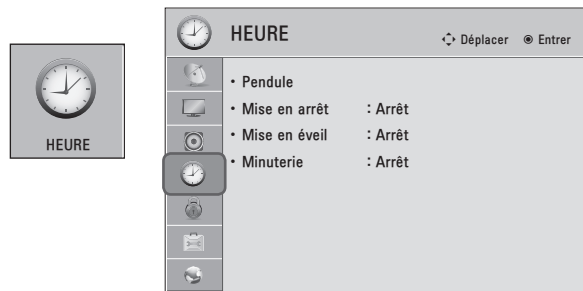 HEURE
HEURE
Déplacer Entrer
• Pendule
• Mise en arrêt : Arrêt
• Mise en éveil : Arrêt
• Minuterie : Arrêt